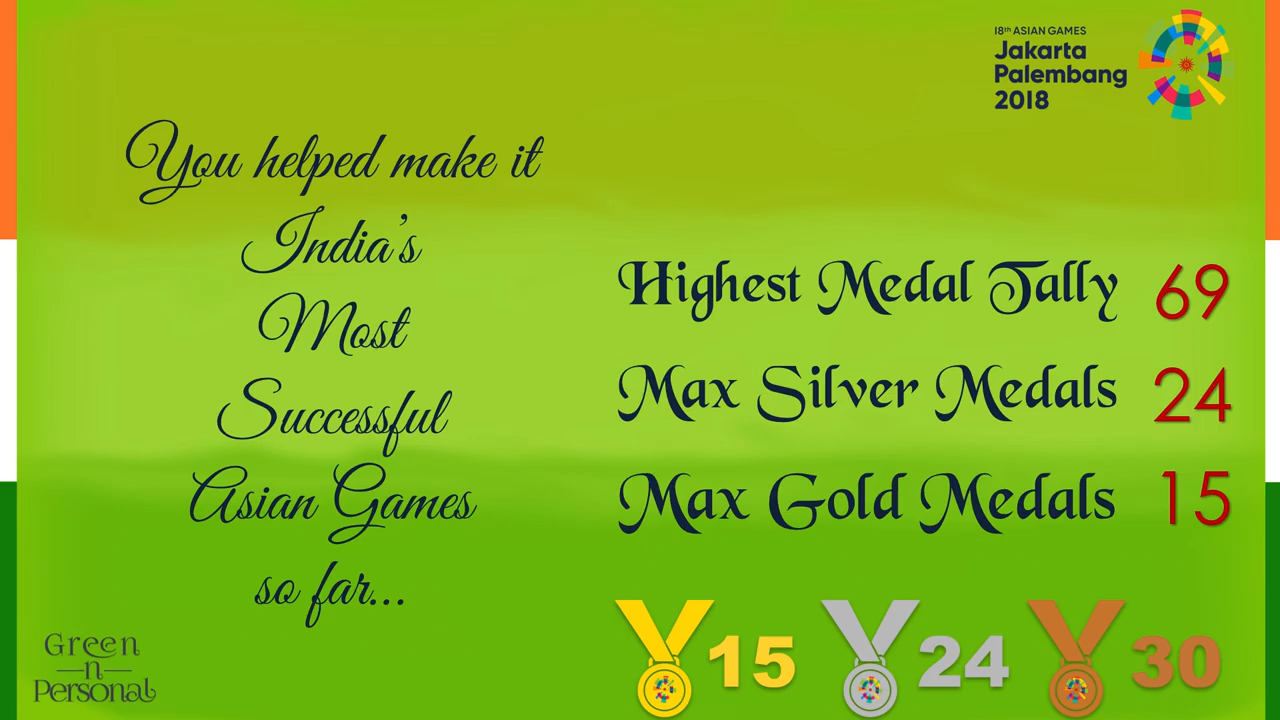 18th ASIAN GAMES
Jakarta
Palembang
2018
You helped make it
India's
Most
Successful
Asian Games
so far...
Highest Medal Tally 69
Max Silver Medals 24
Max Gold Medals 15
15 24 30
Green
n
Personal